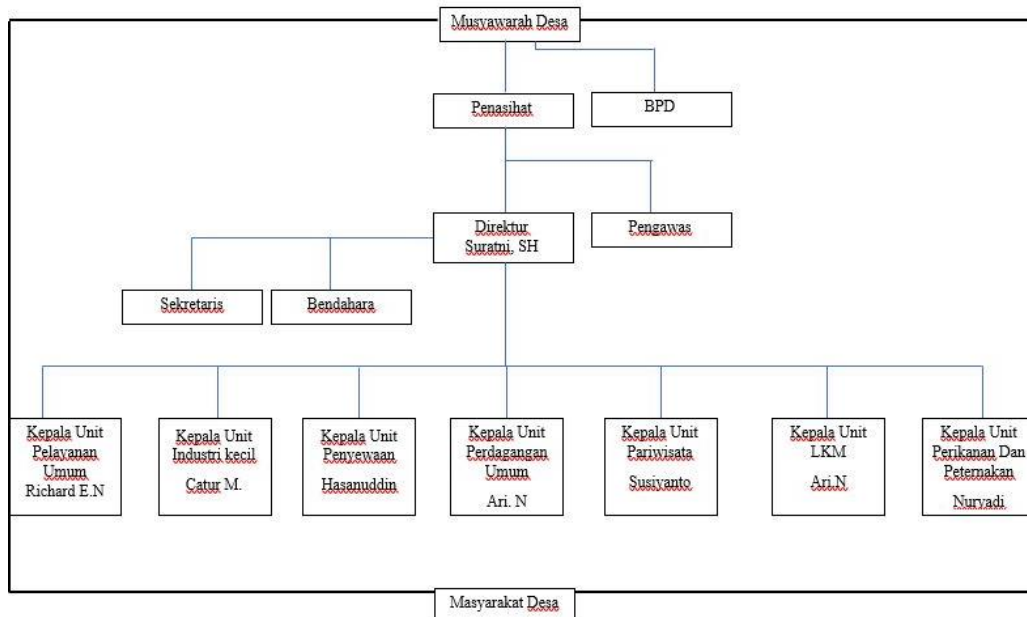 Musyawarah Desa
Penasihat
BPD
Direktur
Suratni, SH
Pengawas
Sekretaris
Bendahara
Kepala Unit
Pelayanan
Umum
Richard E.N
Kepala Unit
Industri kecil
Catur M.
Kepala Unit
Penyewaan
Hasanuddin
Kepala Unit
Perdagangan
Umum
Ari. N
Kepala Unit
Pariwisata
Susiyanto
Kepala Unit
LKM
Ari.N
Kepala Unit
Perikanan Dan
Peternakan
Nuryadi
Masyarakat Desa